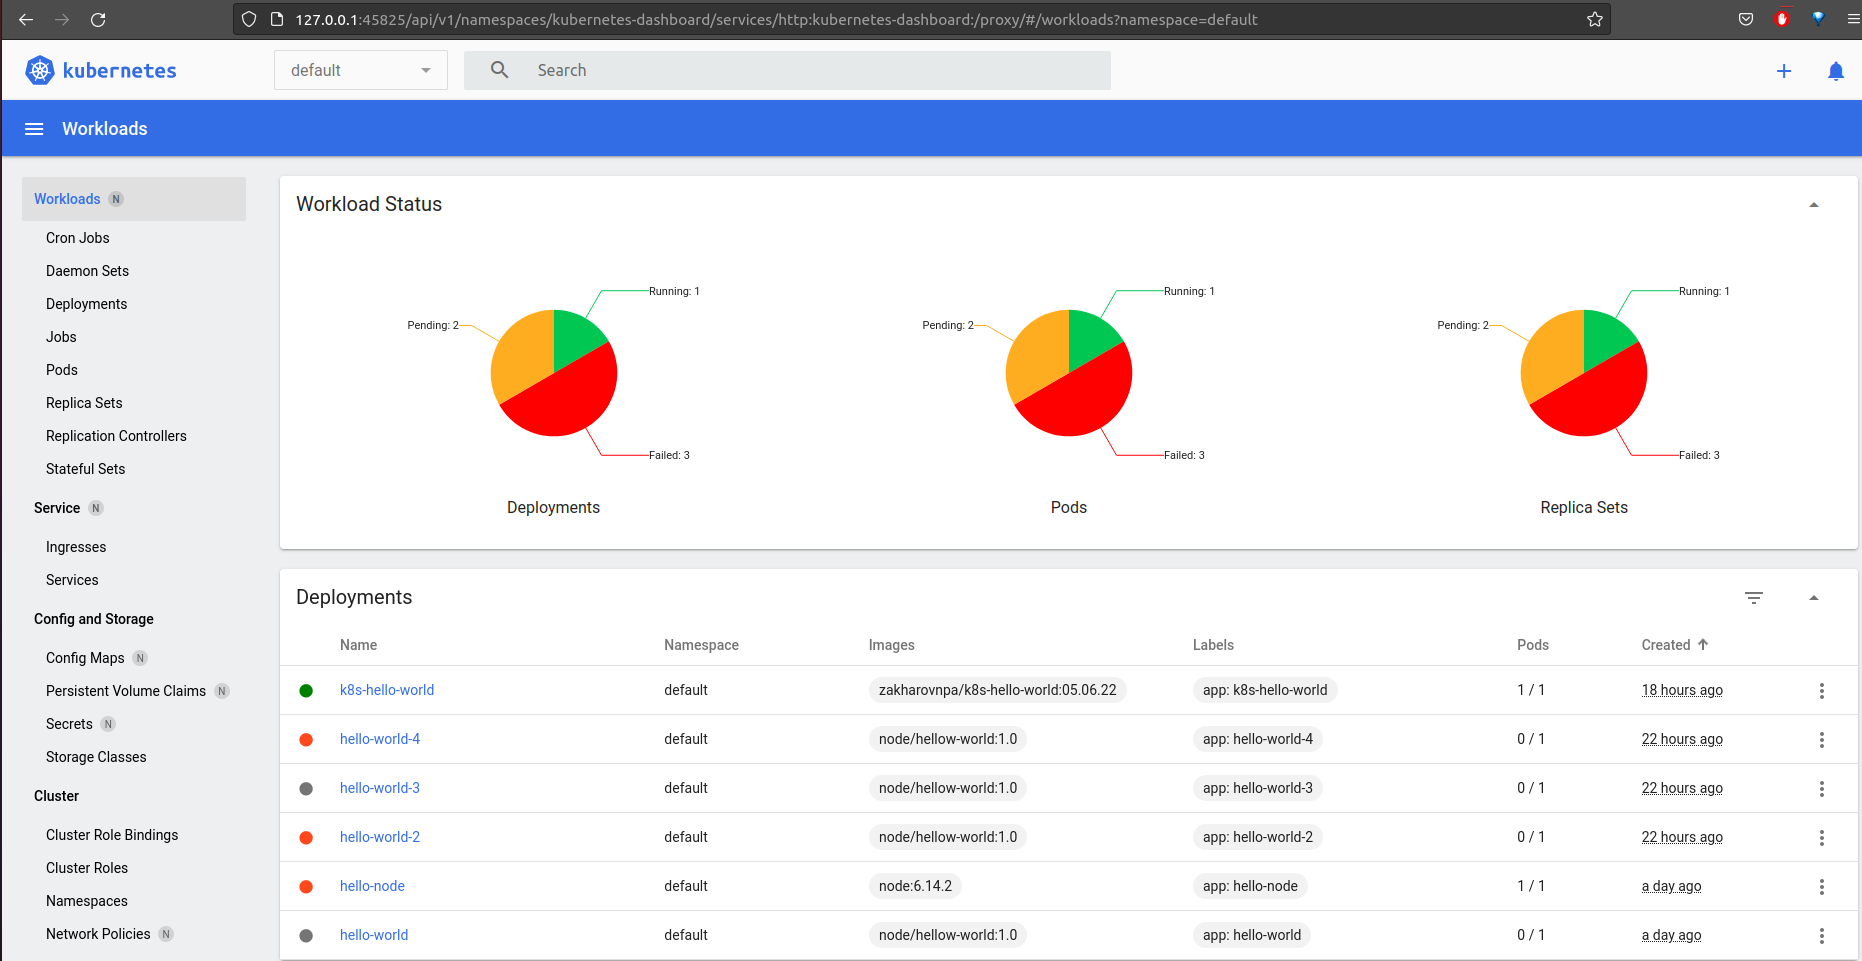 127.0.0.1:45825/api/v1/namespaces/kubernetes-dashboard/services/http:kubernetes-dashboard:/proxy/#/workloads?namespace=default
kubernetes
default
Search
Workloads
Workloads N
Cron Jobs
Daemon Sets
Deployments
Jobs
Pods
Replica Sets
Replication Controllers
Stateful Sets
Service N
Ingresses
Services
Config and Storage
Config Maps N
Persistent Volume Claims N
Secrets N
Storage Classes
Cluster
Cluster Role Bindings
Cluster Roles
Namespaces
Network Policies N
Workload Status
Running: 1
Pending: 2
Failed: 3
Deployments
Running: 1
Pending: 2
Failed: 3
Pods
Running: 1
Pending: 2
Failed: 3
Replica Sets
Deployments
Name Namespace Images Labels Pods Created
k8s-hello-world default zakharovnpa/k8s-hello-world:05.06.22 app: k8s-hello-world 1 / 1 18 hours ago
hello-world-4 default node/hellow-world:1.0 app: hello-world-4 0 / 1 22 hours ago
hello-world-3 default node/hellow-world:1.0 app: hello-world-3 0 / 1 22 hours ago
hello-world-2 default node/hellow-world:1.0 app: hello-world-2 0 / 1 22 hours ago
hello-node default node:6.14.2 app: hello-node 1 / 1 a day ago
hello-world default node/hellow-world:1.0 app: hello-world 0 / 1 a day ago